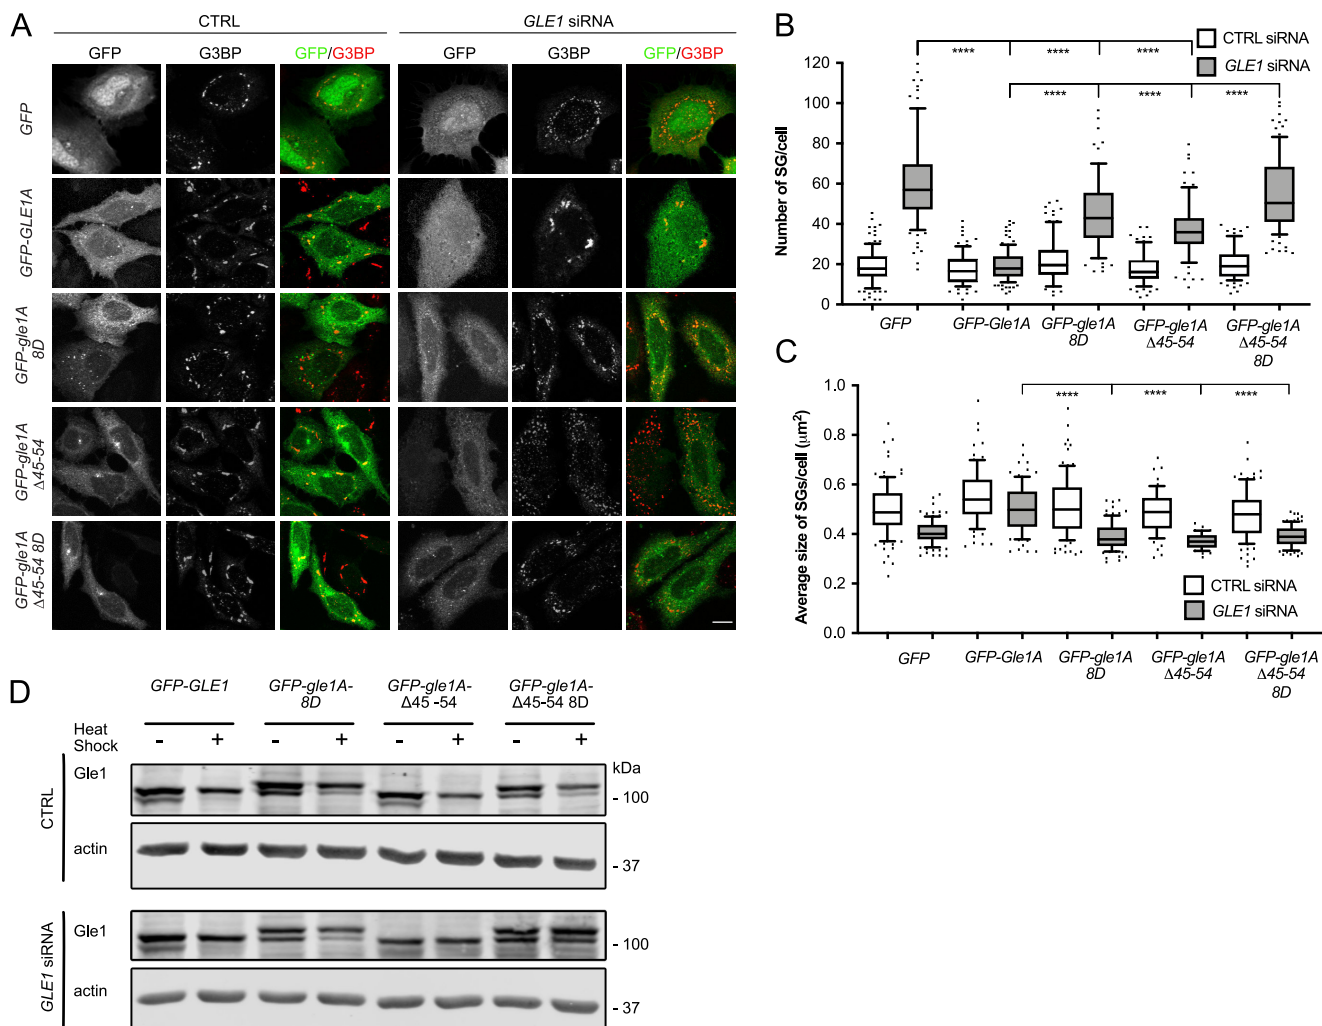 A
CTRL
GLE1 siRNA
GFP
G3BP
GFP/G3BP
GFP
G3BP
GFP/G3BP
GFP
GFP-GLE1A
GFP-gle1A
8D
GFP-gle1A
Δ45-54
GFP-gle1A
Δ45-54 8D
B
Number of SG/cell
120
100
80
60
40
20
0
**** **** ****
**** **** ****
CTRL siRNA
GLE1 siRNA
GFP
GFP-Gle1A
GFP-gle1A
8D
GFP-gle1A
Δ45-54
GFP-gle1A
Δ45-54
8D
C
Average size of SGs/cell (µm²)
1.0
0.8
0.6
0.4
0.2
0.0
**** **** ****
CTRL siRNA
GLE1 siRNA
GFP
GFP-Gle1A
GFP-gle1A
8D
GFP-gle1A
Δ45-54
GFP-gle1A
Δ45-54
8D
D
GFP-GLE1
GFP-gle1A-
8D
GFP-gle1A-
Δ45 -54
GFP-gle1A-
Δ45-54 8D
Heat
Shock
- + - + - + - +
CTRL
Gle1
kDa
- 100
actin
- 37
GLE1 siRNA
Gle1
- 100
actin
- 37